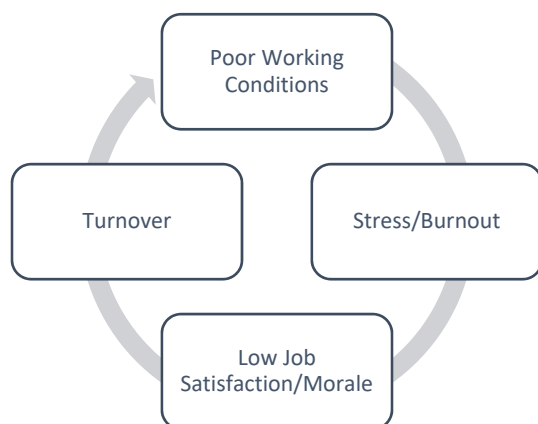 Poor Working
Conditions
Stress/Burnout
Low Job
Satisfaction/Morale
Turnover